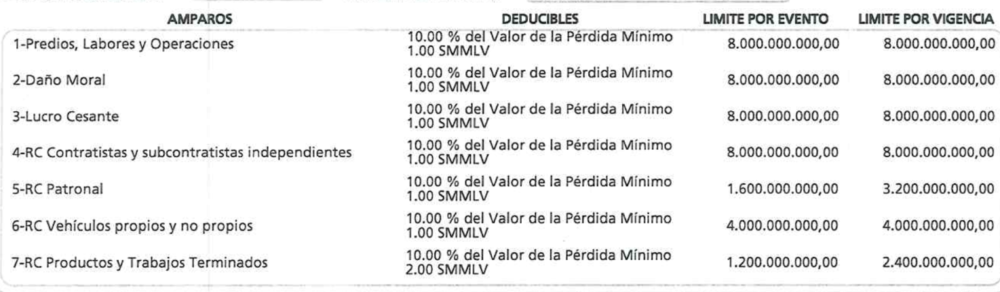 AMPAROS DEDUCIBLES LIMITE POR EVENTO LIMITE POR VIGENCIA
1-Predios, Labores y Operaciones 10.00 % del Valor de la Pérdida Mínimo 1.00 SMMLV 8.000.000.000,00 8.000.000.000,00
2-Daño Moral 10.00 % del Valor de la Pérdida Mínimo 1.00 SMMLV 8.000.000.000,00 8.000.000.000,00
3-Lucro Cesante 10.00 % del Valor de la Pérdida Mínimo 1.00 SMMLV 8.000.000.000,00 8.000.000.000,00
4-RC Contratistas y subcontratistas independientes 10.00 % del Valor de la Pérdida Mínimo 1.00 SMMLV 8.000.000.000,00 8.000.000.000,00
5-RC Patronal 10.00 % del Valor de la Pérdida Mínimo 1.00 SMMLV 1.600.000.000,00 3.200.000.000,00
6-RC Vehículos propios y no propios 10.00 % del Valor de la Pérdida Mínimo 1.00 SMMLV 4.000.000.000,00 4.000.000.000,00
7-RC Productos y Trabajos Terminados 10.00 % del Valor de la Pérdida Mínimo 2.00 SMMLV 1.200.000.000,00 2.400.000.000,00